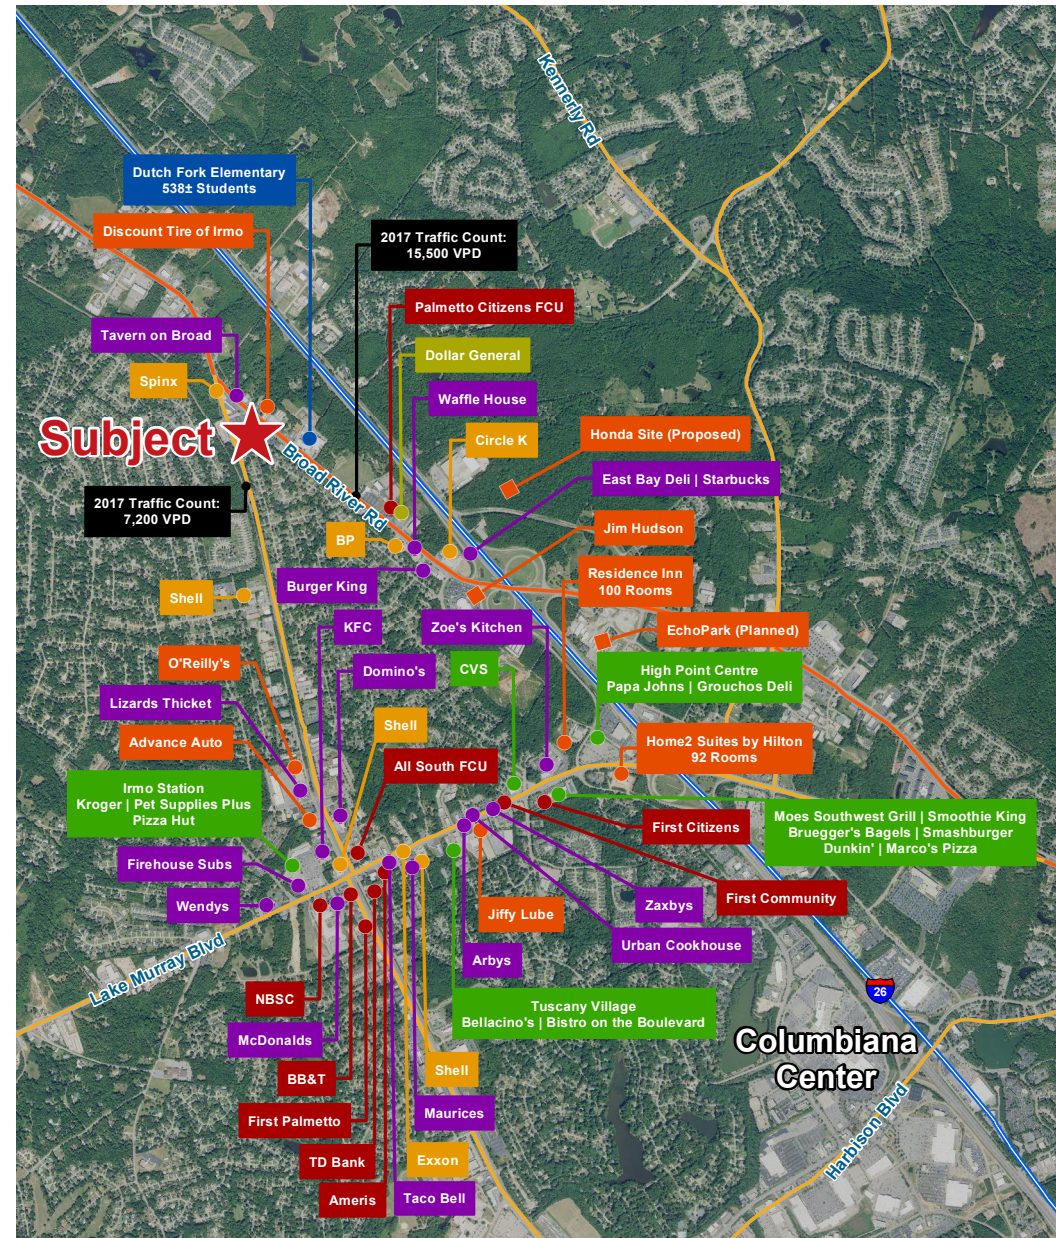 Kennerly Rd
Dutch Fork Elementary
538± Students
Discount Tire of Irmo
2017 Traffic Count:
15,500 VPD
Palmetto Citizens FCU
Tavern on Broad
Dollar General
Spinx
Waffle House
Subject
Circle K
Honda Site (Proposed)
Broad River Rd
East Bay Deli | Starbucks
2017 Traffic Count:
7,200 VPD
BP
Jim Hudson
Burger King
Residence Inn
100 Rooms
Shell
KFC
Zoe's Kitchen
EchoPark (Planned)
O'Reilly's
Domino's
CVS
High Point Centre
Papa Johns | Grouchos Deli
Lizards Thicket
Shell
Advance Auto
Home2 Suites by Hilton
92 Rooms
All South FCU
Irmo Station
Kroger | Pet Supplies Plus
Pizza Hut
First Citizens
Moes Southwest Grill | Smoothie King
Bruegger's Bagels | Smashburger
Dunkin' | Marco's Pizza
Firehouse Subs
Wendys
Jiffy Lube
Zaxbys
First Community
Urban Cookhouse
Lake Murray Blvd
Arbys
NBSC
26
Tuscany Village
Bellacino's | Bistro on the Boulevard
McDonalds
Columbiana
Center
BB&T
Shell
Harbison Blvd
First Palmetto
Maurices
TD Bank
Exxon
Ameris
Taco Bell